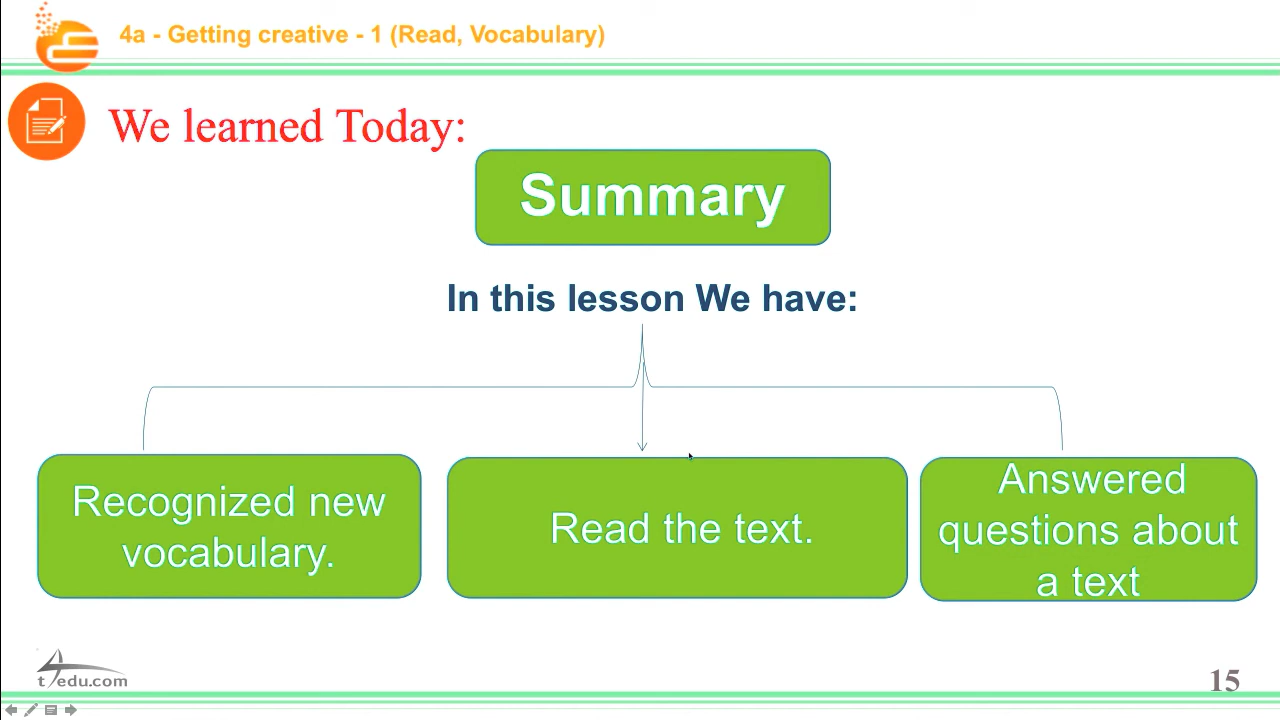 4a - Getting creative - 1 (Read, Vocabulary)
We learned Today:
Summary
In this lesson We have:
Recognized new
vocabulary.
Read the text.
Answered
questions about
a text
t4edu.com
15